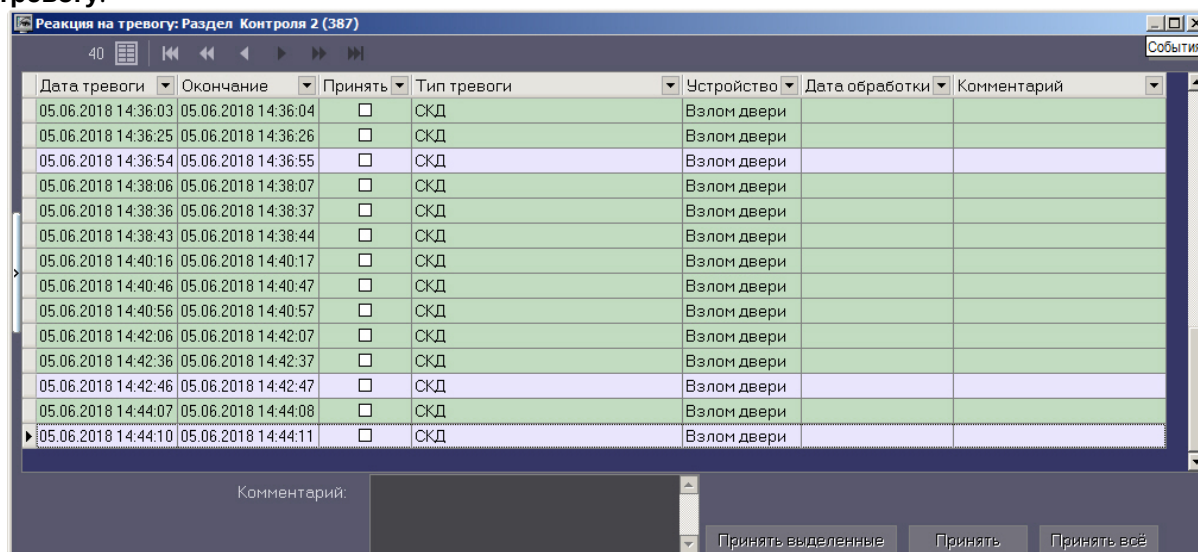 тревогу.
Реакция на тревогу: Раздел Контроля 2 (387)
40
События
Дата тревоги Окончание Принять Тип тревоги Устройство Дата обработки Комментарий
05.06.2018 14:36:03 05.06.2018 14:36:04 СКД Взлом двери
05.06.2018 14:36:25 05.06.2018 14:36:26 СКД Взлом двери
05.06.2018 14:36:54 05.06.2018 14:36:55 СКД Взлом двери
05.06.2018 14:38:06 05.06.2018 14:38:07 СКД Взлом двери
05.06.2018 14:38:36 05.06.2018 14:38:37 СКД Взлом двери
05.06.2018 14:38:43 05.06.2018 14:38:44 СКД Взлом двери
05.06.2018 14:40:16 05.06.2018 14:40:17 СКД Взлом двери
05.06.2018 14:40:46 05.06.2018 14:40:47 СКД Взлом двери
05.06.2018 14:40:56 05.06.2018 14:40:57 СКД Взлом двери
05.06.2018 14:42:06 05.06.2018 14:42:07 СКД Взлом двери
05.06.2018 14:42:36 05.06.2018 14:42:37 СКД Взлом двери
05.06.2018 14:42:46 05.06.2018 14:42:47 СКД Взлом двери
05.06.2018 14:44:07 05.06.2018 14:44:08 СКД Взлом двери
05.06.2018 14:44:10 05.06.2018 14:44:11 СКД Взлом двери
Комментарий:
Принять выделенные Принять Принять всё